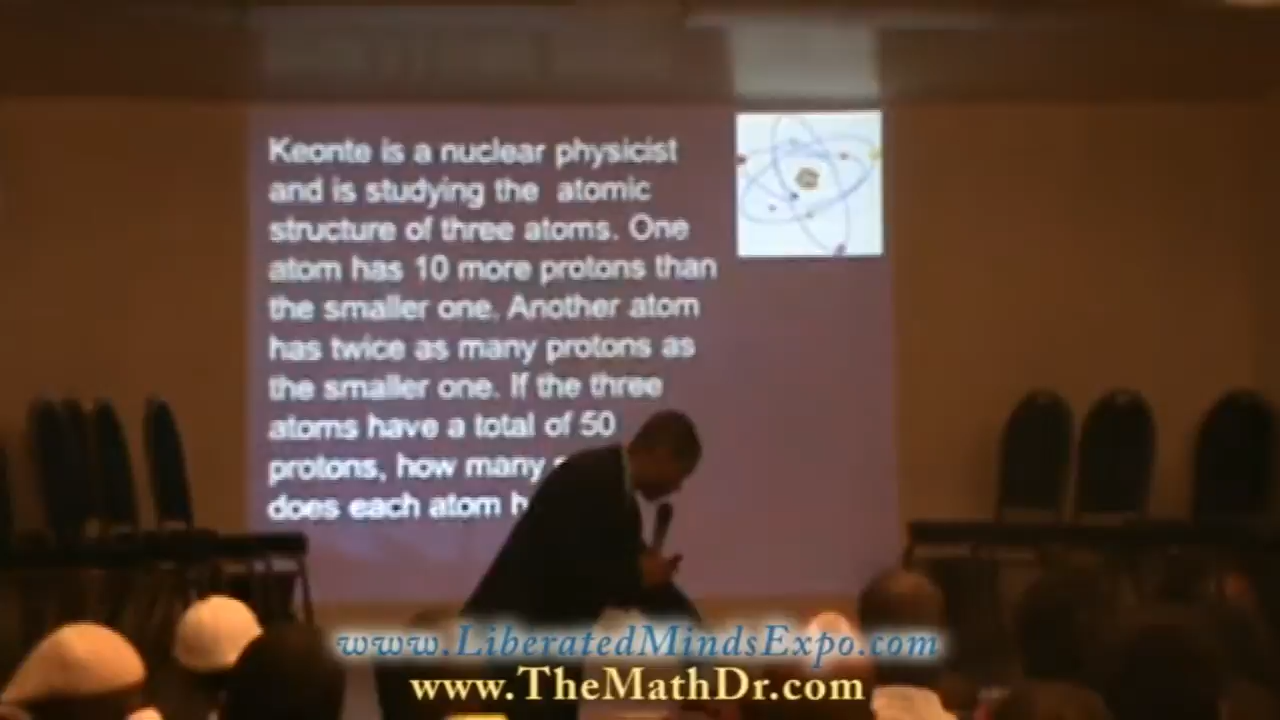 Keonte is a nuclear physicist
and is studying the atomic
structure of three atoms. One
atom has 10 more protons than
the smaller one. Another atom
has twice as many protons as
the smaller one. If the three
atoms have a total of 50
protons, how many
does each atom
www.LiberatedMindsExpo.com
www.TheMathDr.com